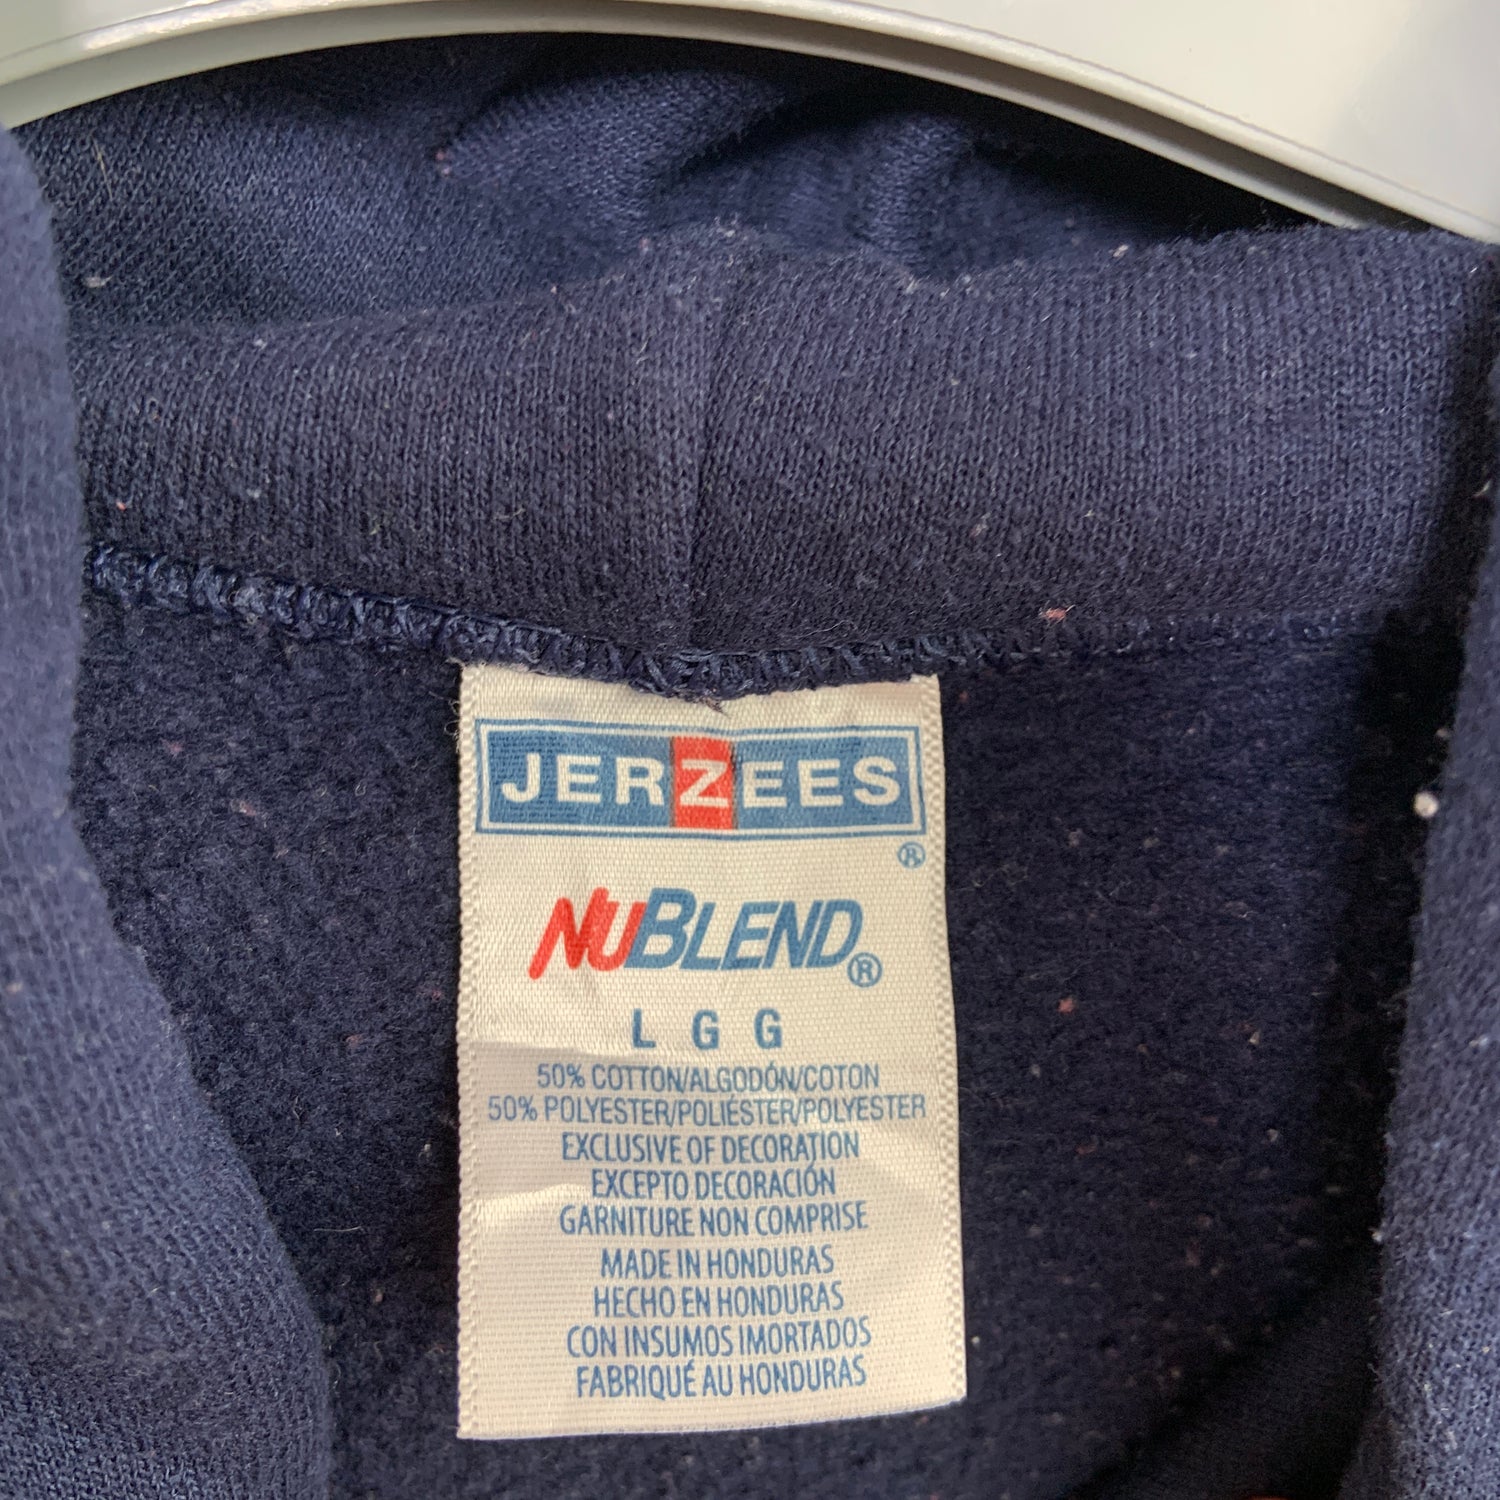 JERZEES
®
NUBLEND®
L G G
50% COTTON/ALGODÓN/COTON
50% POLYESTER/POLIÉSTER/POLYESTER
EXCLUSIVE OF DECORATION
EXCEPTO DECORACIÓN
GARNITURE NON COMPRISE
MADE IN HONDURAS
HECHO EN HONDURAS
CON INSUMOS IMORTADOS
FABRIQUÉ AU HONDURAS